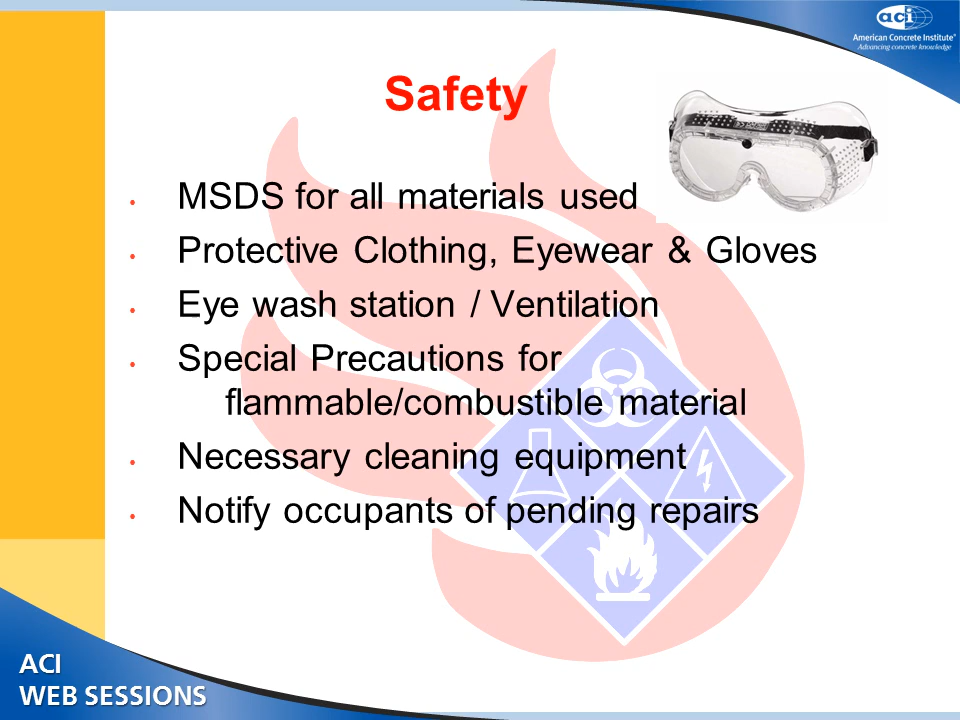 aci
American Concrete Institute®
Advancing concrete knowledge
Safety
• MSDS for all materials used
• Protective Clothing, Eyewear & Gloves
• Eye wash station / Ventilation
• Special Precautions for
flammable/combustible material
• Necessary cleaning equipment
• Notify occupants of pending repairs
ACI
WEB SESSIONS